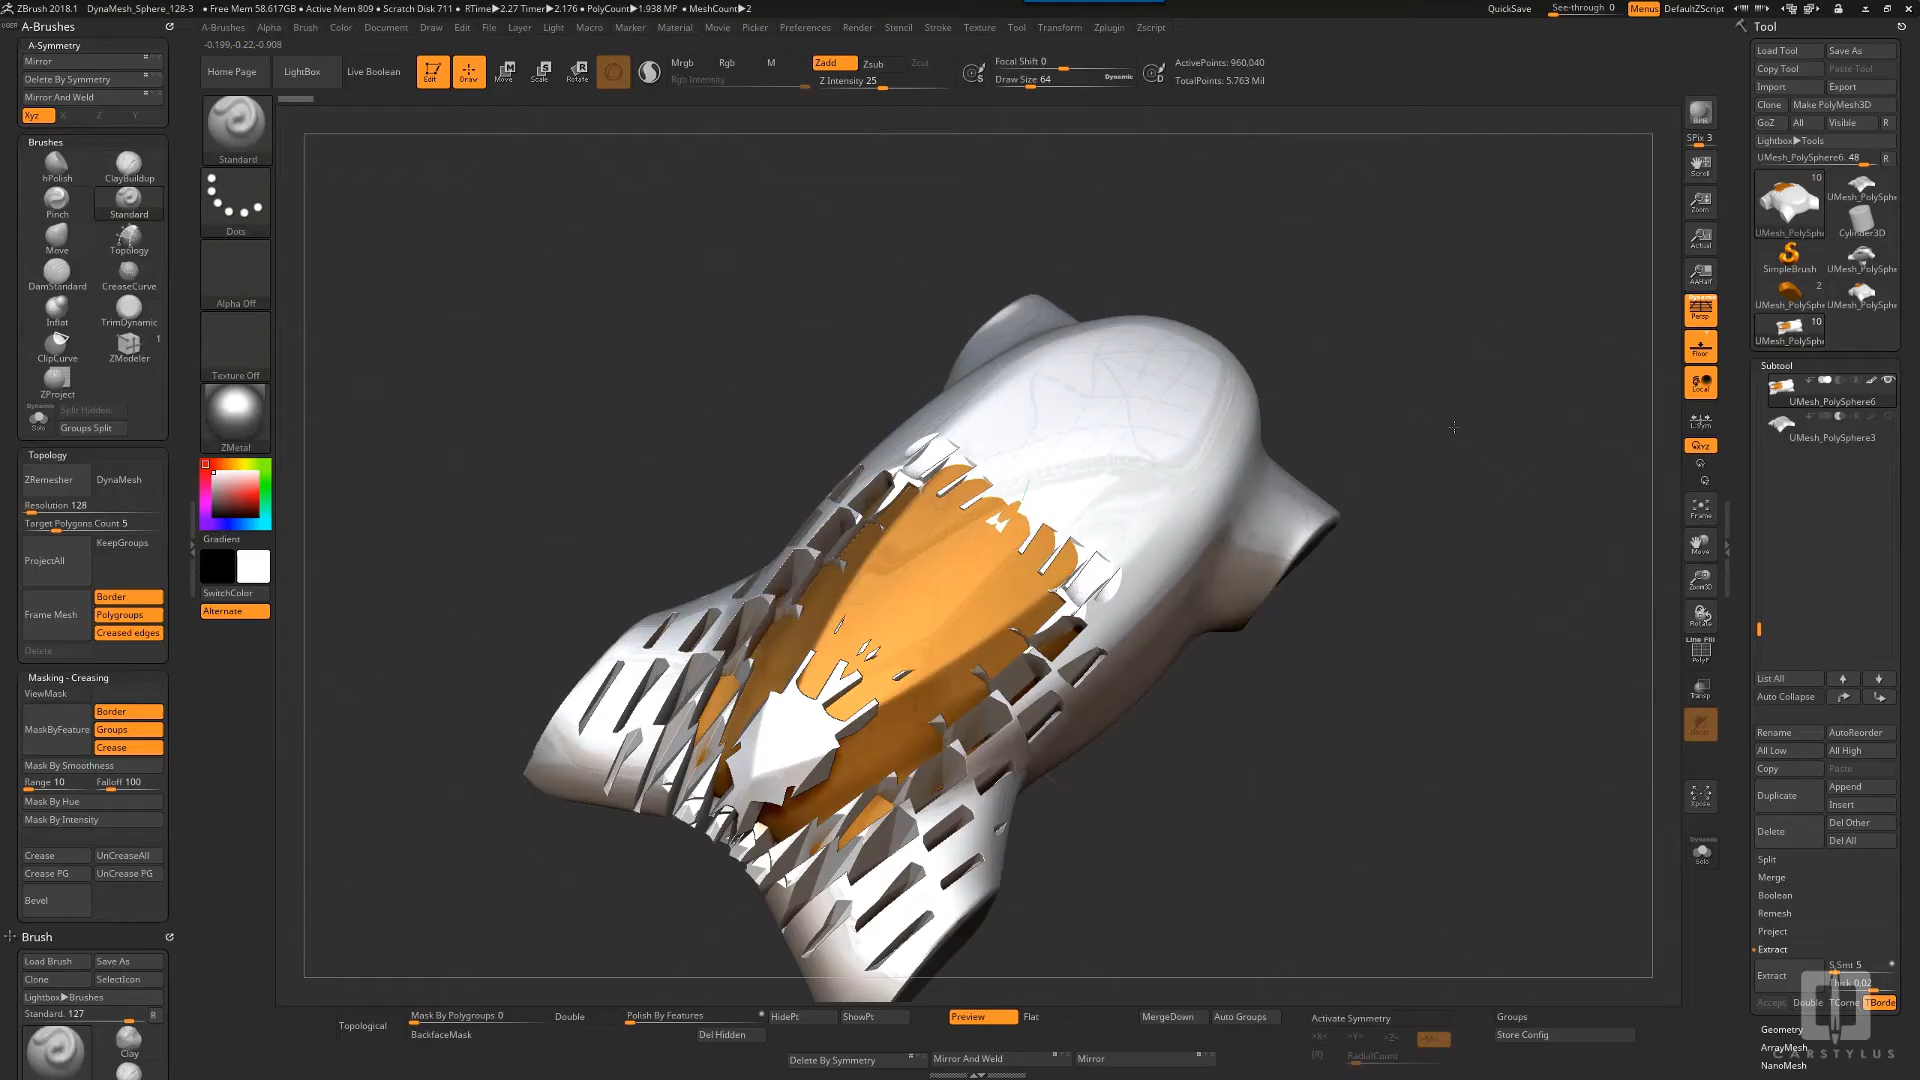 ZBrush 2018.1 DynaMesh_Sphere_128-3 • Free Mem 58.617GB • Active Mem 809 • Scratch Disk 711 • RTime▶2.27 Timer▶2.176 • PolyCount▶1.938 MP • MeshCount▶2
QuickSave See-through 0 Menus DefaultZScript
A-Brushes
A-Brushes Alpha Brush Color Document Draw Edit File Layer Light Macro Marker Material Movie Picker Preferences Render Stencil Stroke Texture Tool Transform Zplugin Zscript
-0.199,-0.22,-0.908
A-Symmetry
Mirror
Delete By Symmetry
Mirror And Weld
Xyz X Z Y
Home Page LightBox Live Boolean
Edit Draw Move Scale Rotate
Mrgb Rgb M
Rgb Intensity
Zadd Zsub Zcut
Z Intensity 25
Focal Shift 0
Draw Size 64 Dynamic
ActivePoints: 960,040
TotalPoints: 5.763 Mil
Brushes
hPolish ClayBuildup
Pinch Standard
Move Topology
DamStandard CreaseCurve
Inflat TrimDynamic
ClipCurve ZModeler 1
ZProject
Dynamic
Solo
Split Hidden
Groups Split
Topology
ZRemesher DynaMesh
Resolution 128
Target Polygons Count 5
KeepGroups
ProjectAll
Frame Mesh
Border
Polygroups
Creased edges
Delete
Masking - Creasing
ViewMask
MaskByFeature
Border
Groups
Crease
Mask By Smoothness
Range 10 Falloff 100
Mask By Hue
Mask By Intensity
Crease UnCreaseAll
Crease PG UnCrease PG
Bevel
Brush
Load Brush Save As
Clone SelectIcon
Lightbox▶Brushes
Standard. 127 R
Clay
Standard
Dots
Alpha Off
Texture Off
ZMetal
Gradient
SwitchColor
Alternate
BPR
SPix 3
Scroll
Zoom
Actual
AAHalf
Dynamic
Persp
Floor
Local
L.Sym
XYZ
Frame
Move
Zoom3D
Rotate
Line Fill
PolyF
Transp
Xpose
Dynamic
Solo
Tool
Load Tool Save As
Copy Tool Paste Tool
Import Export
Clone Make PolyMesh3D
GoZ All Visible R
Lightbox▶Tools
UMesh_PolySphere6. 48 R
10
UMesh_PolySphe UMesh_PolySphe
Cylinder3D
SimpleBrush UMesh_PolySphe
2
UMesh_PolySphe UMesh_PolySphe
10
UMesh_PolySphe
Subtool
UMesh_PolySphere6
UMesh_PolySphere3
List All
Auto Collapse
Rename AutoReorder
All Low All High
Copy Paste
Duplicate Append
Insert
Delete Del Other
Del All
Split
Merge
Boolean
Remesh
Project
Extract
Extract S Smt 5
Thick 0.02
Accept Double TCorne TBorde
Geometry
ArrayMesh
NanoMesh
CARSTYLUS
Topological
Mask By Polygroups 0
BackfaceMask
Double
Polish By Features
Del Hidden
HidePt ShowPt
Preview Flat
MergeDown Auto Groups
Activate Symmetry
>X< >Y< >Z< >M<
(R) RadialCount
Groups
Store Config
Delete By Symmetry Mirror And Weld Mirror